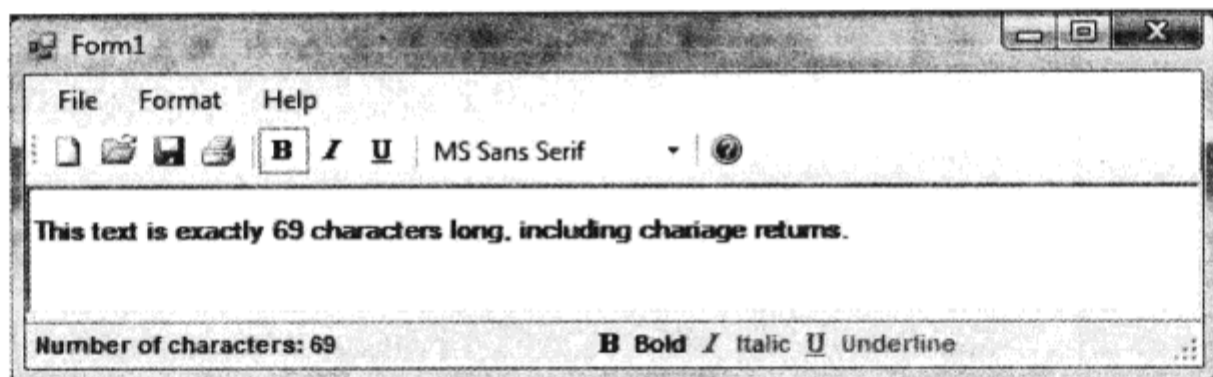 Form1
File Format Help
B I U MS Sans Serif
This text is exactly 69 characters long, including chariage returns.
Number of characters: 69 B Bold I Italic U Underline